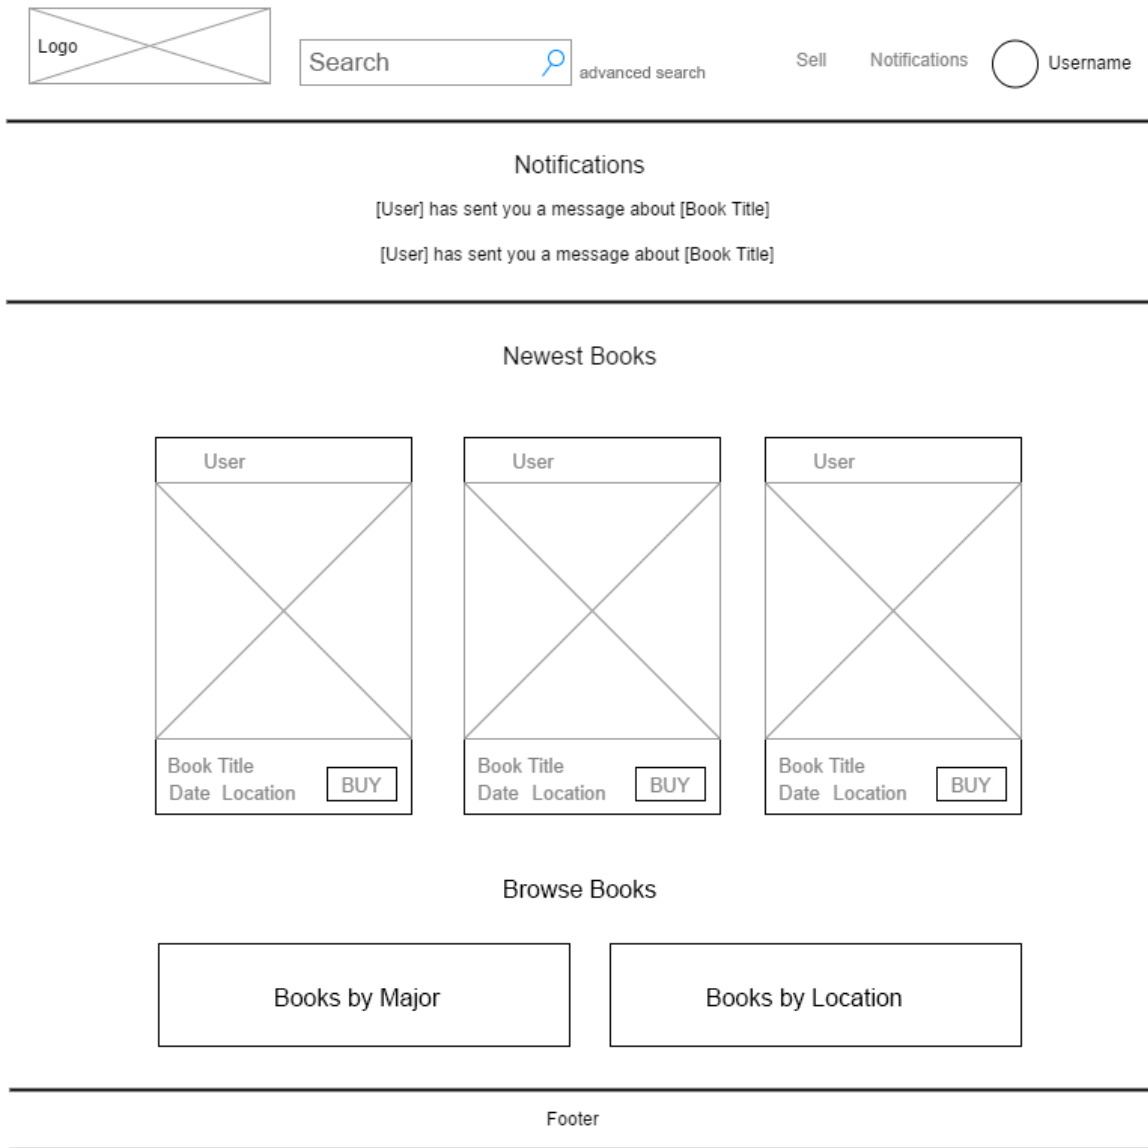 Logo
Search
advanced search
Sell
Notifications
Username
Notifications
[User] has sent you a message about [Book Title]
[User] has sent you a message about [Book Title]
Newest Books
User
User
User
Book Title
Date Location
BUY
Book Title
Date Location
BUY
Book Title
Date Location
BUY
Browse Books
Books by Major
Books by Location
Footer